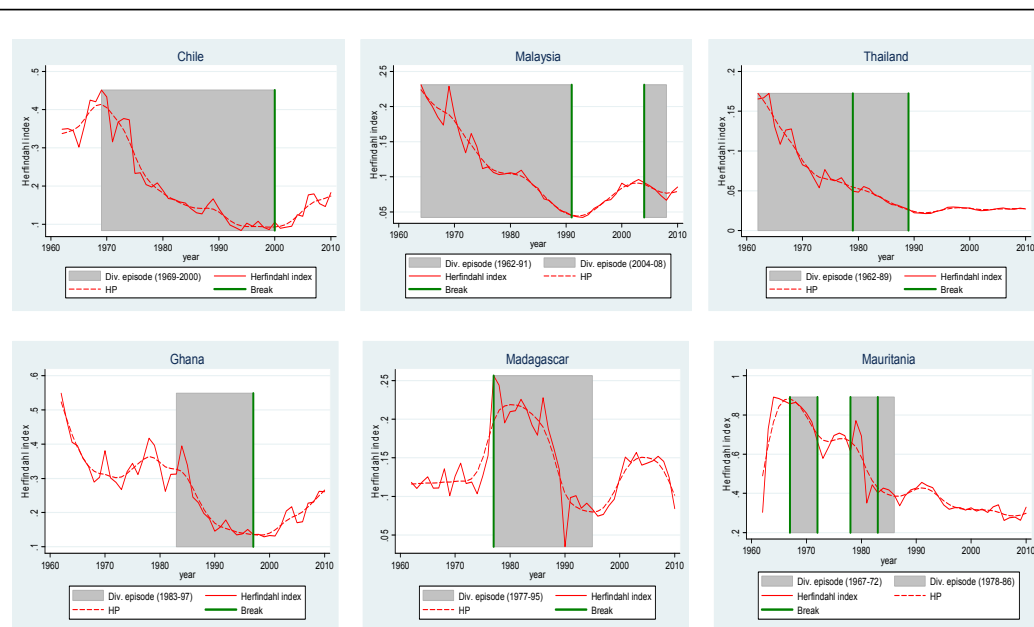 Chile
Herfindahl index
.5
.4
.3
.2
.1
1960 1970 1980 1990 2000 2010
year
Div. episode (1969-2000) Herfindahl index
HP Break
Malaysia
Herfindahl index
.25
.2
.15
.1
.05
1960 1970 1980 1990 2000 2010
year
Div. episode (1962-91) Div. episode (2004-08)
Herfindahl index HP
Break
Thailand
Herfindahl index
.2
.15
.1
.05
0
1960 1970 1980 1990 2000 2010
year
Div. episode (1962-89) Herfindahl index
HP Break
Ghana
Herfindahl index
.6
.5
.4
.3
.2
.1
1960 1970 1980 1990 2000 2010
year
Div. episode (1983-97) Herfindahl index
HP Break
Madagascar
Herfindahl index
.25
.2
.15
.1
.05
1960 1970 1980 1990 2000 2010
year
Div. episode (1977-95) Herfindahl index
HP Break
Mauritania
Herfindahl index
1
.8
.6
.4
.2
1960 1970 1980 1990 2000 2010
year
Div. episode (1967-72) Div. episode (1978-86)
Herfindahl index HP
Break